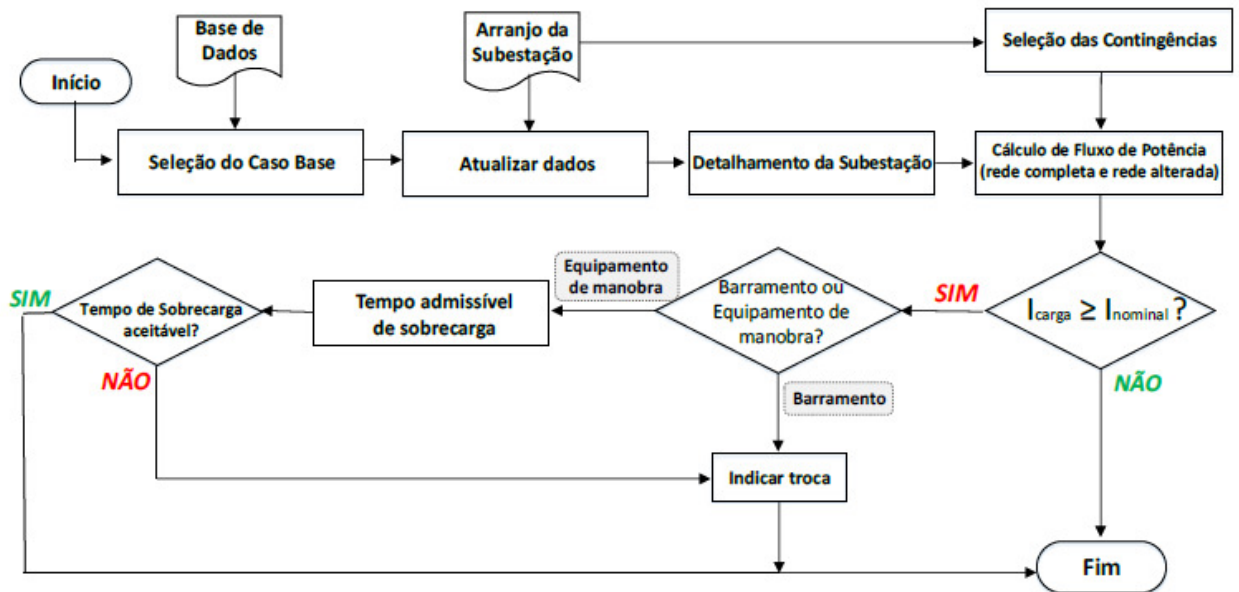 Início
Base de
Dados
Arranjo da
Subestação
Seleção das Contingências
Seleção do Caso Base
Atualizar dados
Detalhamento da Subestação
Cálculo de Fluxo de Potência
(rede completa e rede alterada)
SIM
Tempo de Sobrecarga
aceitável?
NÃO
Tempo admissível
de sobrecarga
Equipamento
de manobra
Barramento ou
Equipamento de
manobra?
SIM
Icarga ≥ Inominal ?
NÃO
Barramento
Indicar troca
Fim